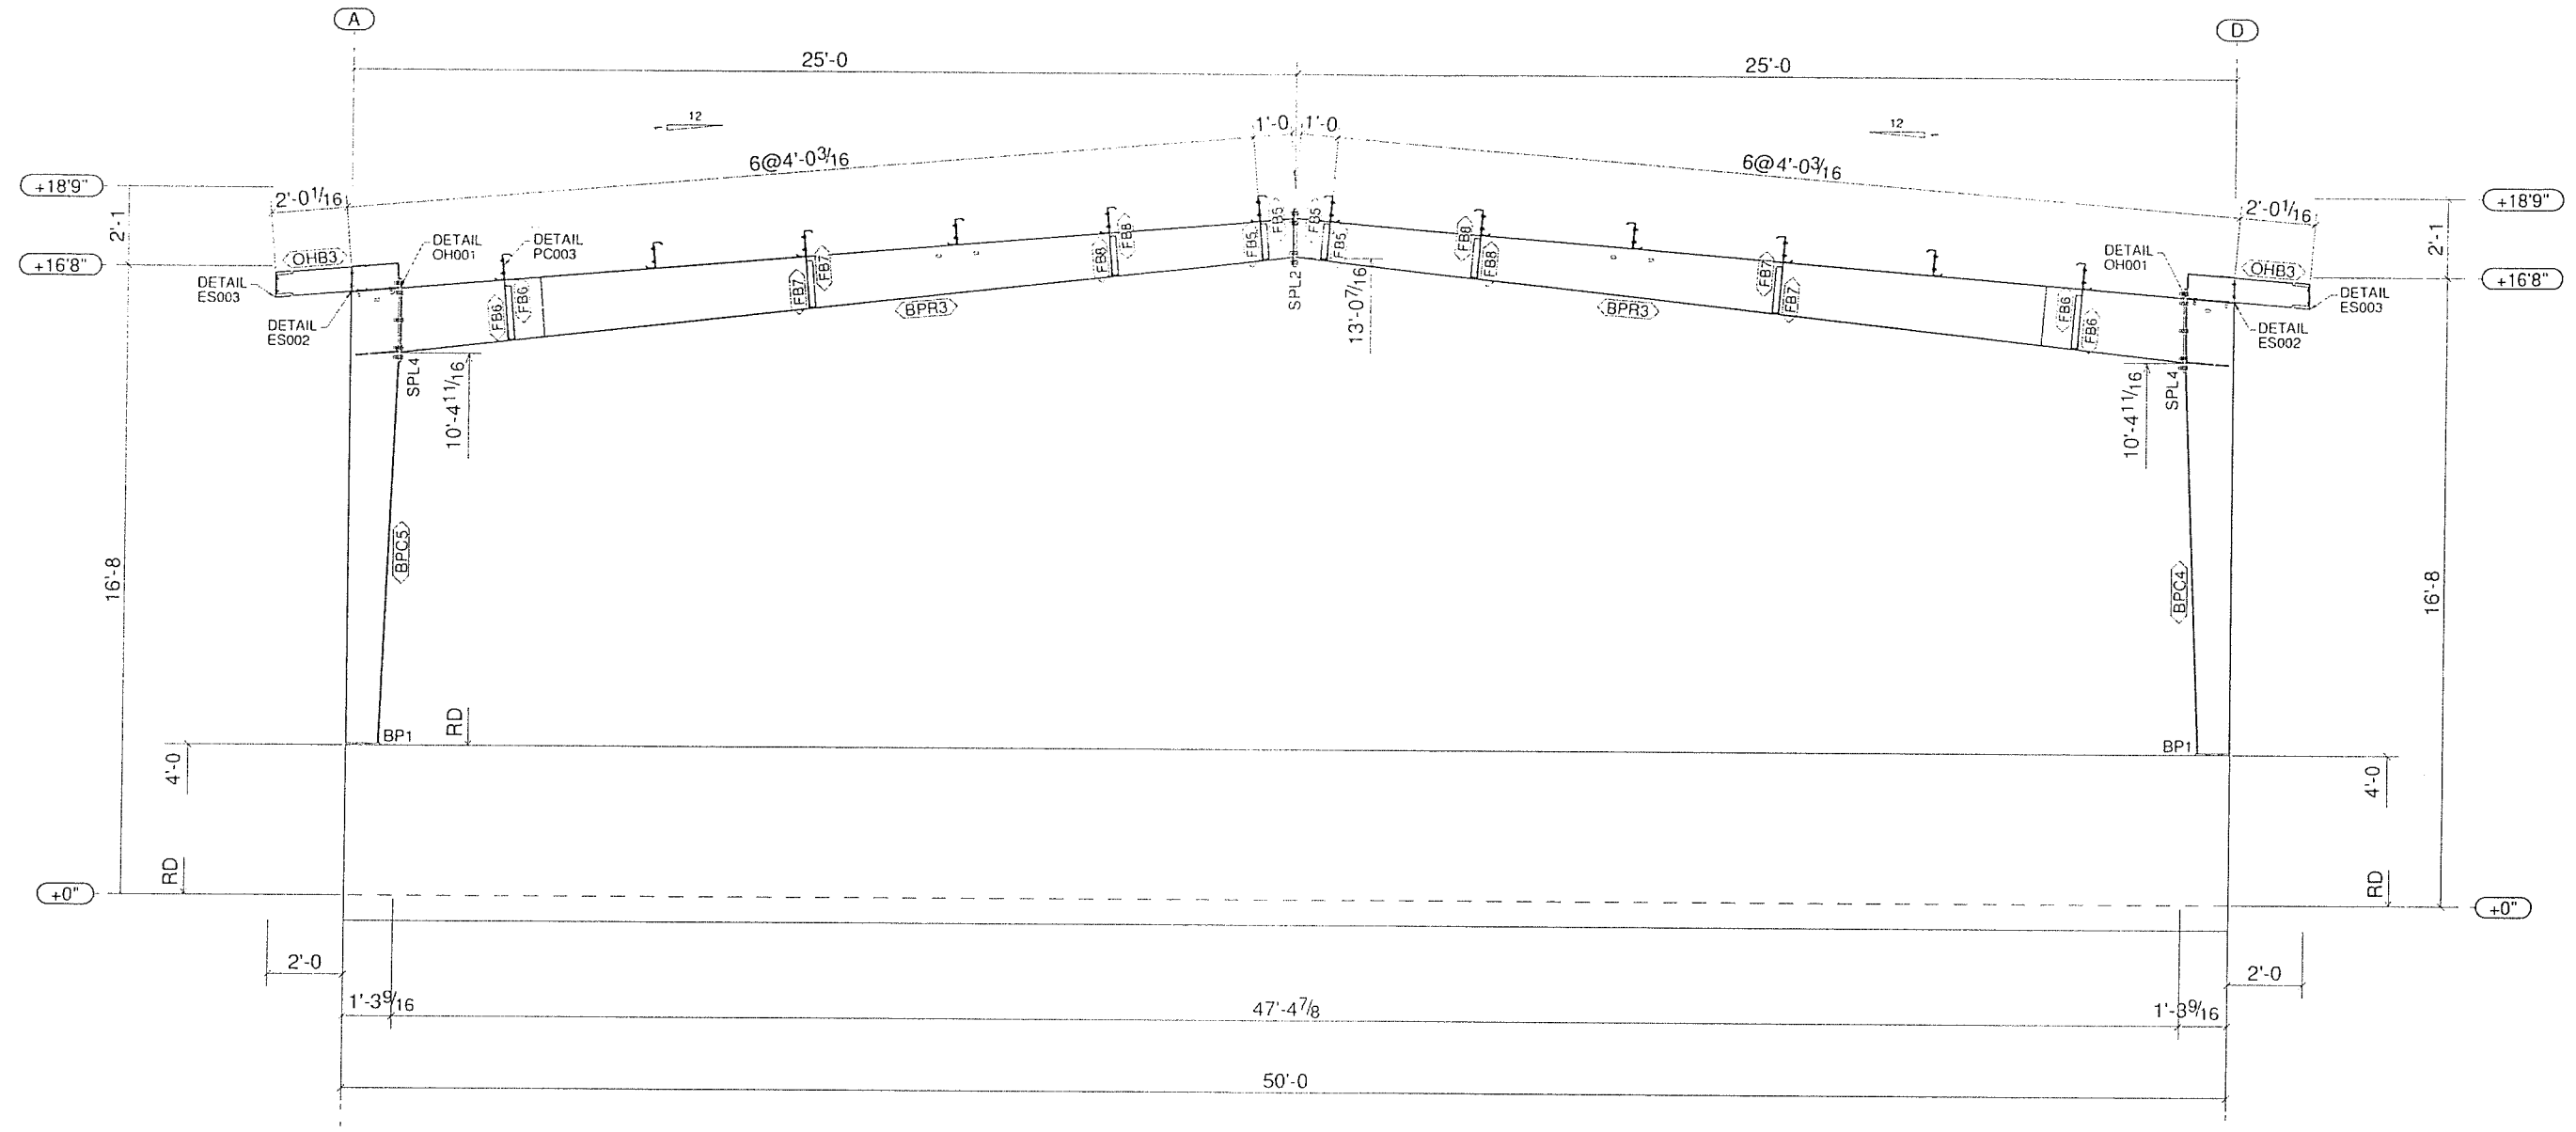 A
D
25'-0
25'-0
12
1
12
1
1'-0
1'-0
6@4'-0 3/16
6@4'-0 3/16
+18'9"
+18'9"
2'-0 1/16
2'-0 1/16
2'-1
2'-1
+16'8"
+16'8"
OHB3
OHB3
DETAIL
OH001
DETAIL
PC003
DETAIL
OH001
DETAIL
ES003
DETAIL
ES003
DETAIL
ES002
DETAIL
ES002
FB6
FB6
FB7
FB7
FB8
FB8
FB5
FB5
FB5
FB5
FB8
FB8
FB7
FB7
FB6
FB6
BPR3
BPR3
SPL2
13'-0 7/16
SPL4
SPL4
10'-4 11/16
10'-4 11/16
BPC5
BPC4
16'-8
16'-8
RD
BP1
BP1
4'-0
4'-0
RD
RD
+0"
+0"
2'-0
2'-0
1'-3 9/16
47'-4 7/8
1'-3 9/16
50'-0